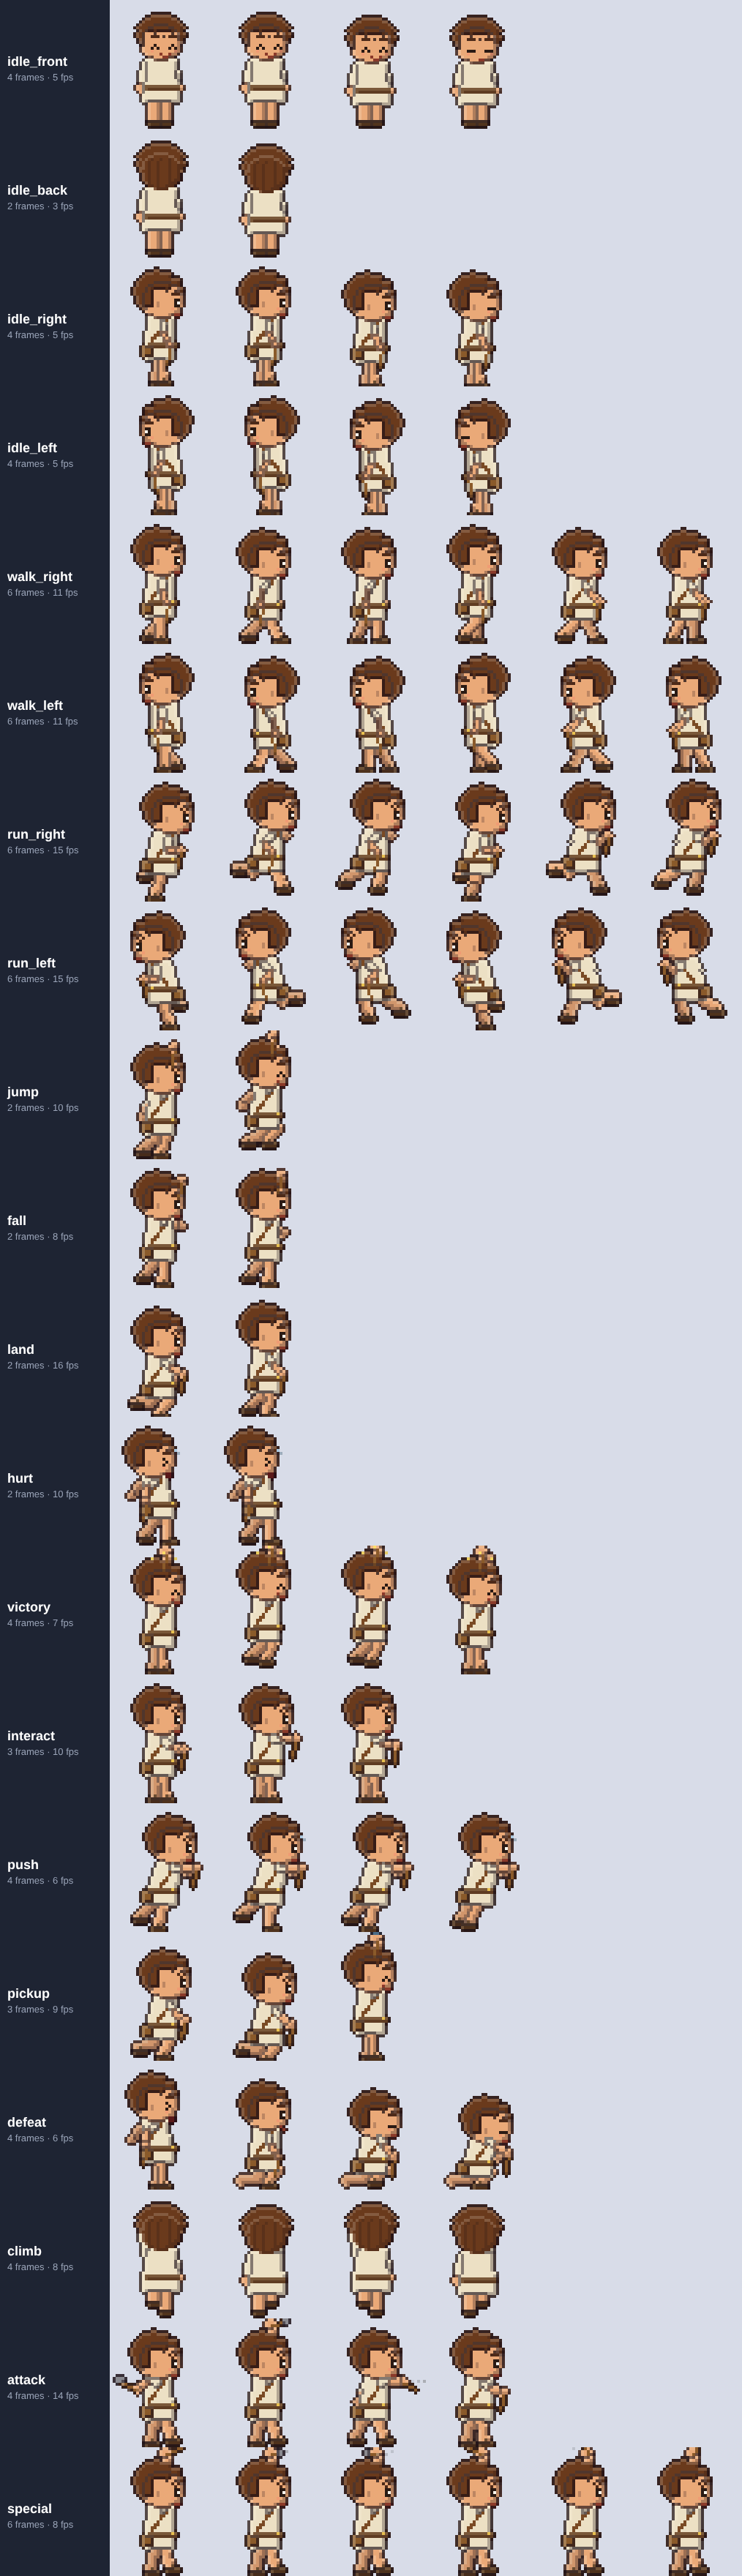 idle_front
4 frames · 5 fps
idle_back
2 frames · 3 fps
idle_right
4 frames · 5 fps
idle_left
4 frames · 5 fps
walk_right
6 frames · 11 fps
walk_left
6 frames · 11 fps
run_right
6 frames · 15 fps
run_left
6 frames · 15 fps
jump
2 frames · 10 fps
fall
2 frames · 8 fps
land
2 frames · 16 fps
hurt
2 frames · 10 fps
victory
4 frames · 7 fps
interact
3 frames · 10 fps
push
4 frames · 6 fps
pickup
3 frames · 9 fps
defeat
4 frames · 6 fps
climb
4 frames · 8 fps
attack
4 frames · 14 fps
special
6 frames · 8 fps